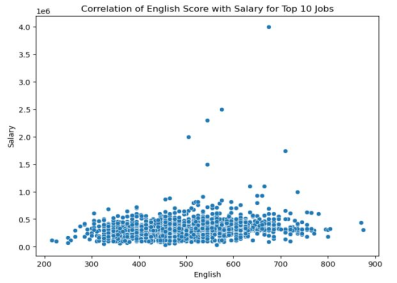 Correlation of English Score with Salary for Top 10 Jobs
1e6
4.0
3.5
3.0
2.5
2.0
1.5
1.0
0.5
0.0
Salary
200 300 400 500 600 700 800 900
English